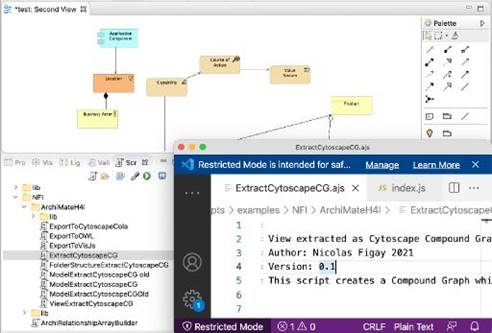 *test: Second View
Palette
Application
Component
Location
Business Actor
Capability
Course of
Action
Value
Stream
Product
Pro
Vis
Lig
Vali
Scr
lib
NFI
ArchiMateH4I
lib
ExportToCytoscapeCola
ExportToOWL
ExportToVisJs
ExtractCytoscapeCG
FolderStructureExtractCytoscapeCG
ModelExtractCytoscapeCG old
ModelExtractCytoscapeCG
ModelExtractCytoscapeCGOld
ViewExtractCytoscapeCG
lib
ArchiRelationshipArrayBuilder
ExtractCytoscapeCG.ajs
Restricted Mode is intended for saf...
Manage
Learn More
ExtractCytoscapeCG.ajs
JS index.js
pts > examples > NFI > ArchiMateH4I > ExtractCytoscapeCG
1
2 View extracted as Cytoscape Compound Gra
3 Author: Nicolas Figay 2021
4 Version: 0.1
5 This script creates a Compound Graph whi
Restricted Mode
1
0
CRLF
Plain Text